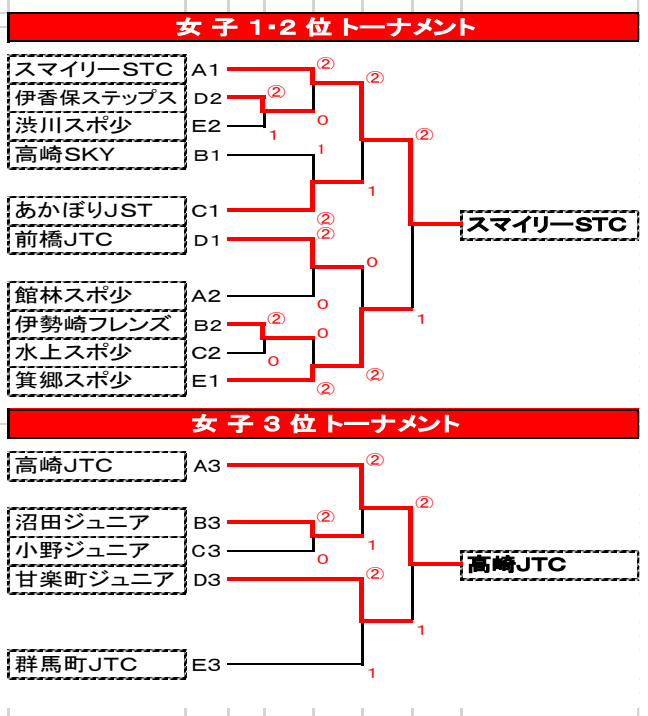 女子1・2位トーナメント
スマイリーSTC A1 ② ②
伊香保ステップス D2 ②
渋川スポ少 E2 1 0 ②
高崎SKY B1 1
1
あかぼりJST C1 ②
スマイリーSTC
前橋JTC D1 ②
0
館林スポ少 A2 0
伊勢崎フレンズ B2 ② 0 1
水上スポ少 C2 0
箕郷スポ少 E1 ② ②
女子3位トーナメント
高崎JTC A3 ②
②
沼田ジュニア B3 ②
小野ジュニア C3 0 1
高崎JTC
甘楽町ジュニア D3 ②
1
群馬町JTC E3 1